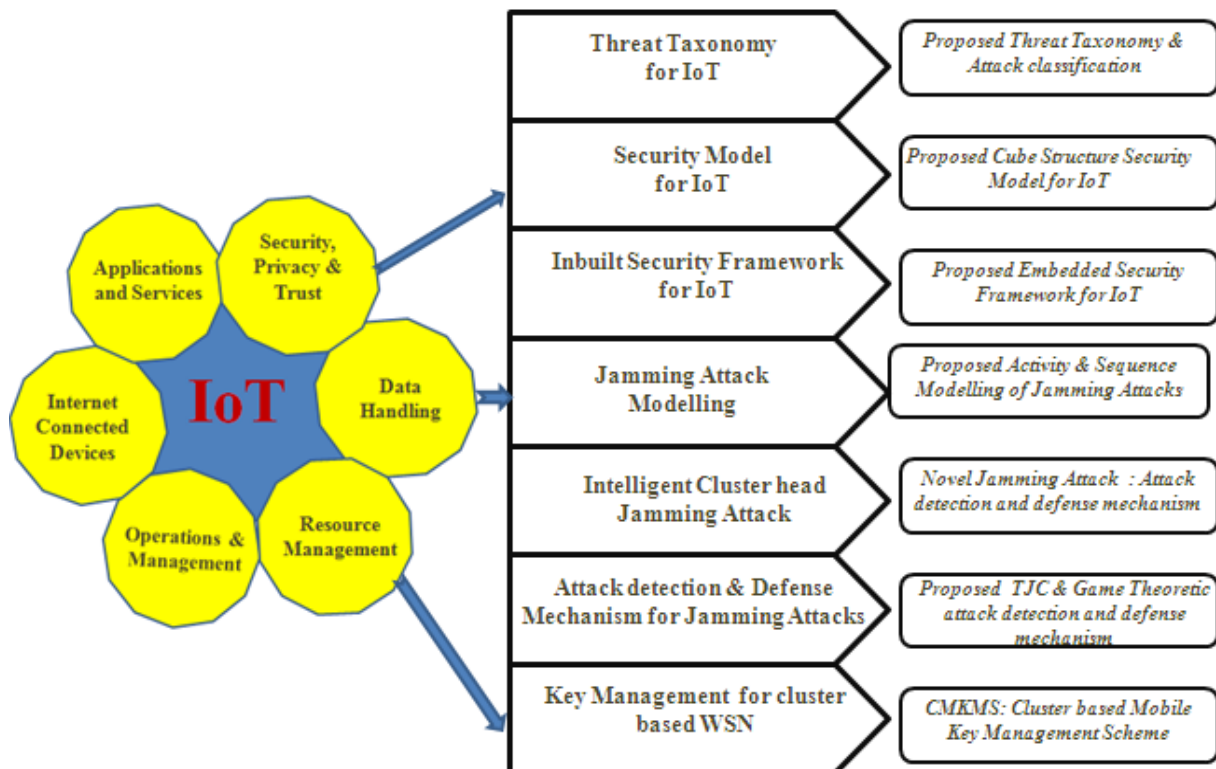 Applications
and Services
Security,
Privacy &
Trust
Internet
Connected
Devices
IoT
Data
Handling
Operations &
Management
Resource
Management
Threat Taxonomy
for IoT
Proposed Threat Taxonomy &
Attack classification
Security Model
for IoT
Proposed Cube Structure Security
Model for IoT
Inbuilt Security Framework
for IoT
Proposed Embedded Security
Framework for IoT
Jamming Attack
Modelling
Proposed Activity & Sequence
Modelling of Jamming Attacks
Intelligent Cluster head
Jamming Attack
Novel Jamming Attack : Attack
detection and defense mechanism
Attack detection & Defense
Mechanism for Jamming Attacks
Proposed TJC & Game Theoretic
attack detection and defense
mechanism
Key Management for cluster
based WSN
CMKMS: Cluster based Mobile
Key Management Scheme